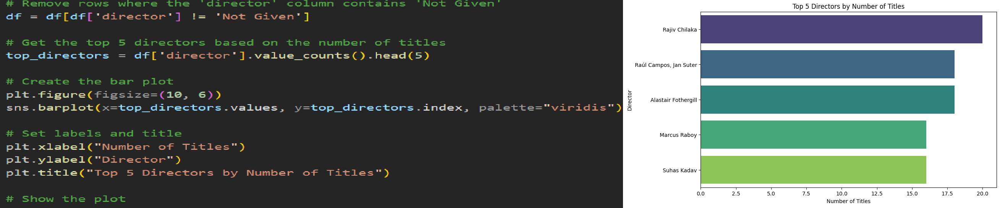 # Remove rows where the 'director' column contains 'Not Given'
df = df[df['director'] != 'Not Given']
# Get the top 5 directors based on the number of titles
top_directors = df['director'].value_counts().head(5)
# Create the bar plot
plt.figure(figsize=(10, 6))
sns.barplot(x=top_directors.values, y=top_directors.index, palette="viridis")
# Set labels and title
plt.xlabel("Number of Titles")
plt.ylabel("Director")
plt.title("Top 5 Directors by Number of Titles")
# Show the plot
Top 5 Directors by Number of Titles
Director
Rajiv Chilaka
Raúl Campos, Jan Suter
Alastair Fothergill
Marcus Raboy
Suhas Kadav
0.0 2.5 5.0 7.5 10.0 12.5 15.0 17.5 20.0
Number of Titles